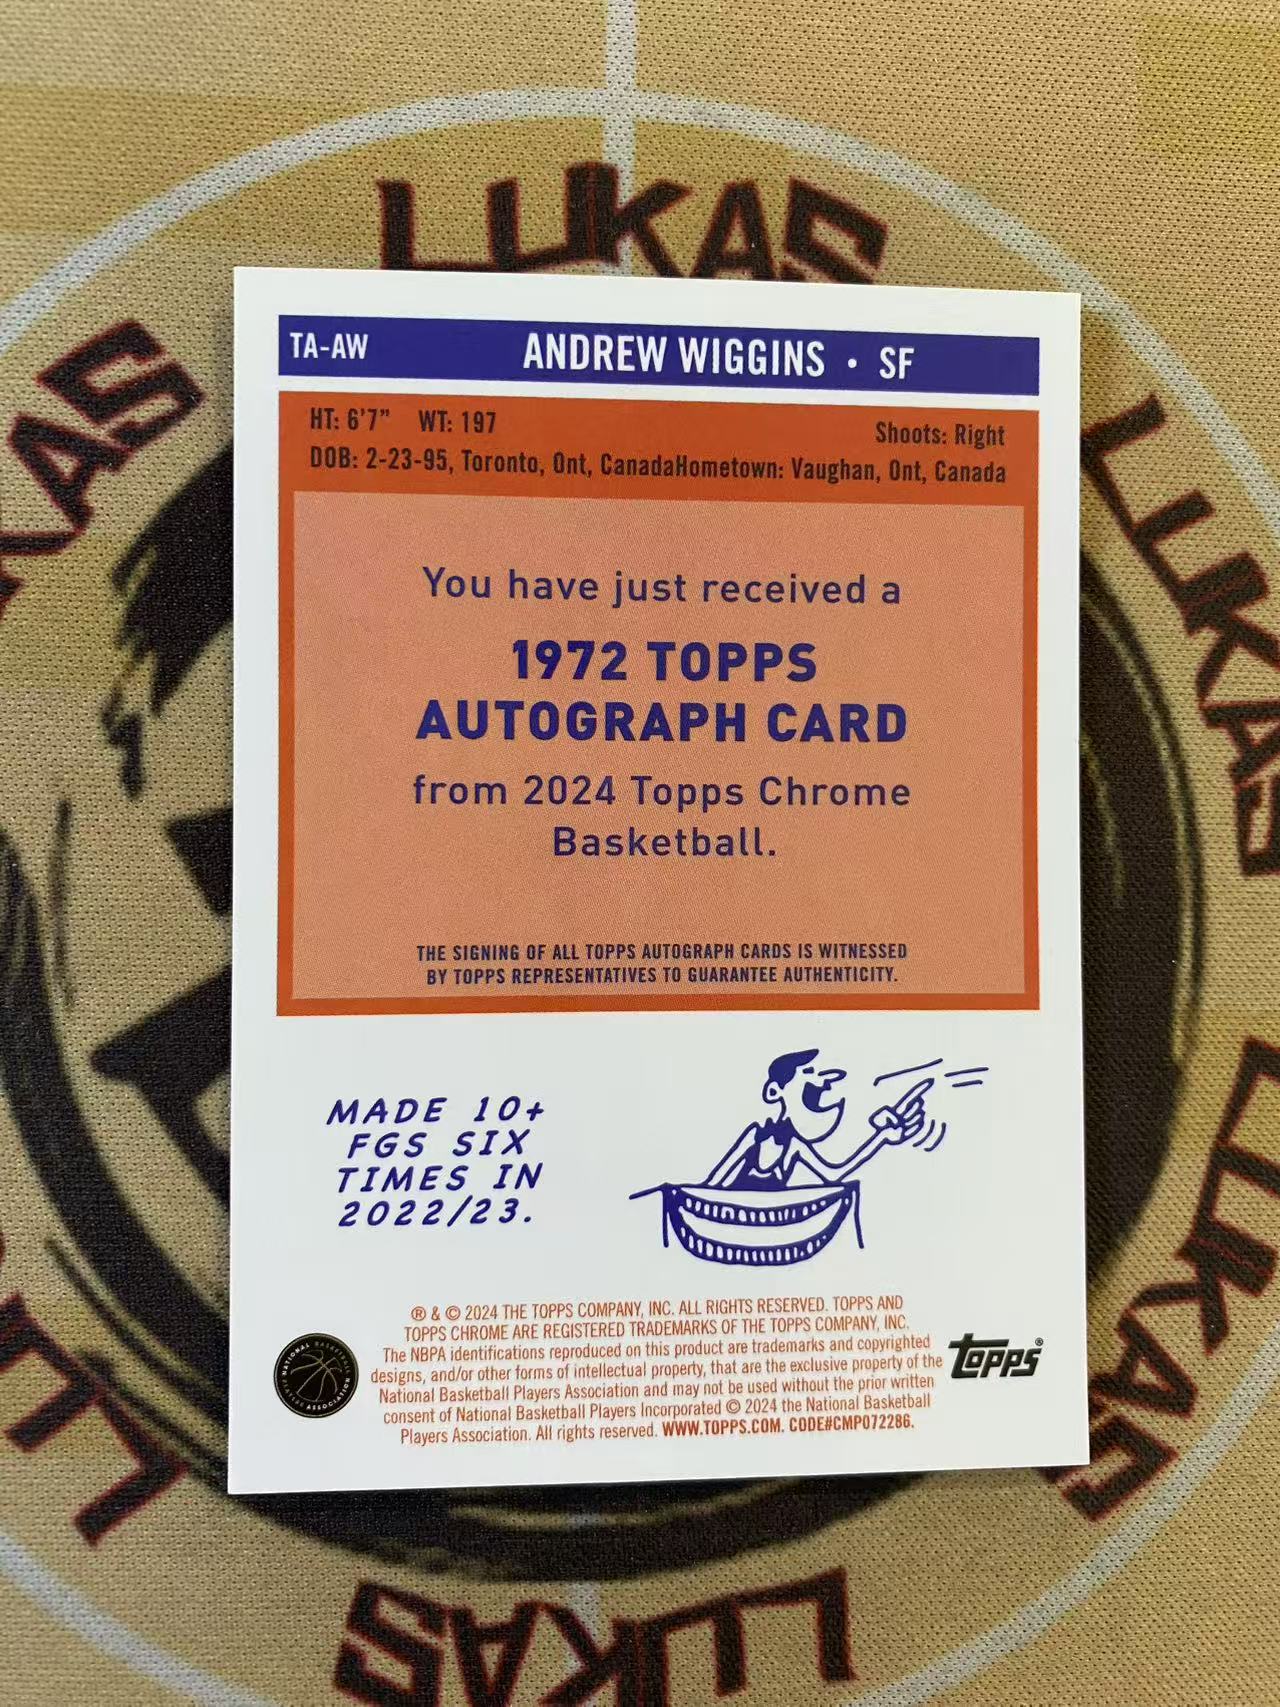 LUKAS
LUKAS
LUKAS
TA-AW ANDREW WIGGINS • SF
HT: 6'7" WT: 197 Shoots: Right
DOB: 2-23-95, Toronto, Ont, CanadaHometown: Vaughan, Ont, Canada
You have just received a
1972 TOPPS
AUTOGRAPH CARD
from 2024 Topps Chrome
Basketball.
THE SIGNING OF ALL TOPPS AUTOGRAPH CARDS IS WITNESSED
BY TOPPS REPRESENTATIVES TO GUARANTEE AUTHENTICITY.
MADE 10+
FGS SIX
TIMES IN
2022/23.
® & © 2024 THE TOPPS COMPANY, INC. ALL RIGHTS RESERVED. TOPPS AND
TOPPS CHROME ARE REGISTERED TRADEMARKS OF THE TOPPS COMPANY, INC.
The NBPA identifications reproduced on this product are trademarks and copyrighted
designs, and/or other forms of intellectual property, that are the exclusive property of the
National Basketball Players Association and may not be used without the prior written
consent of National Basketball Players Incorporated © 2024 the National Basketball
Players Association. All rights reserved. WWW.TOPPS.COM. CODE#CMP072286.
NATIONAL BASKETBALL
PLAYERS ASSOCIATION
Topps®
LUKAS
LUKAS